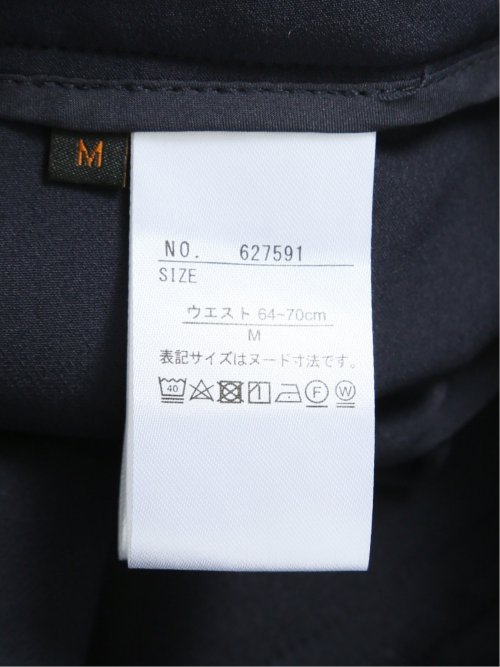 M
NO. 627591
SIZE
ウエスト 64~70cm
M
表記サイズはヌード寸法です。
40 F W